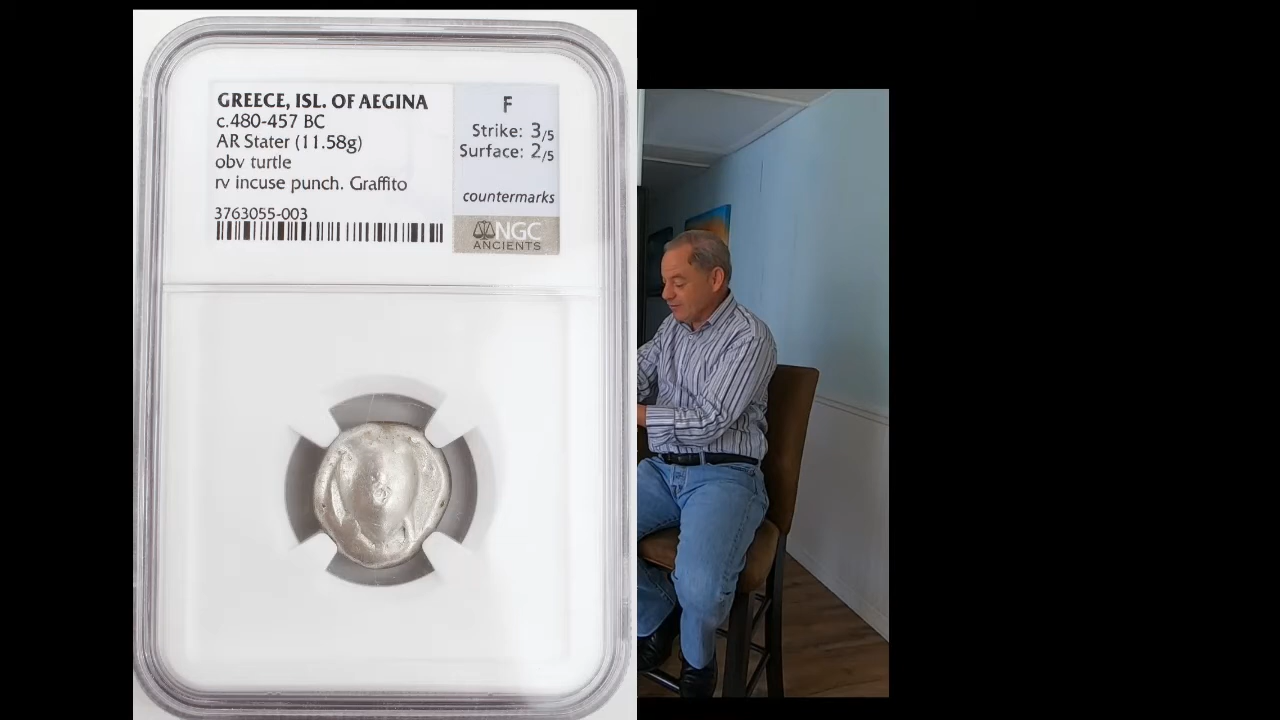 GREECE, ISL. OF AEGINA
c.480-457 BC
AR Stater (11.58g)
obv turtle
rv incuse punch. Graffito
3763055-003
F
Strike: 3/5
Surface: 2/5
countermarks
NGC
ANCIENTS